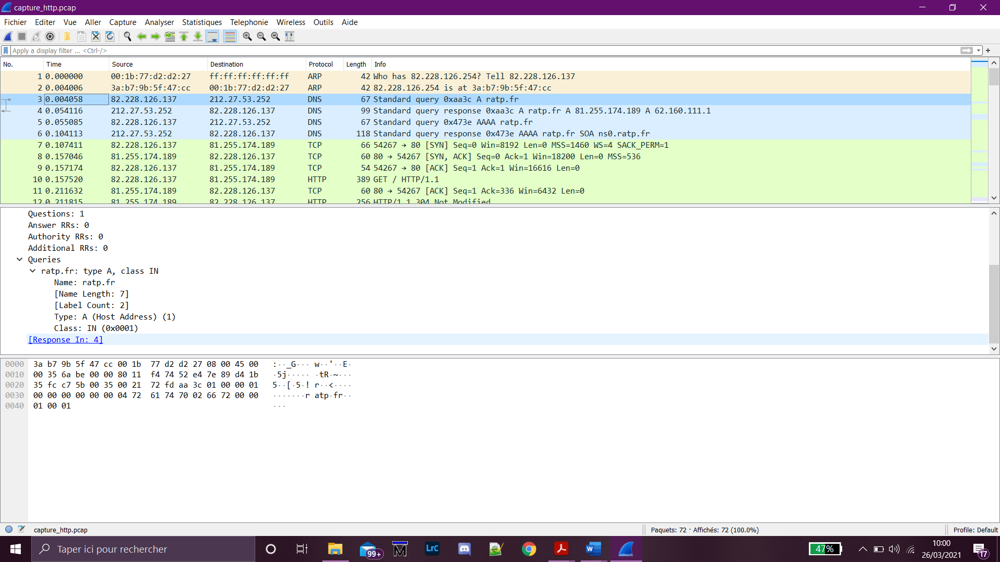 capture_http.pcap
Fichier Editer Vue Aller Capture Analyser Statistiques Telephonie Wireless Outils Aide
Apply a display filter ... <Ctrl-/>
No. Time Source Destination Protocol Length Info
1 0.000000 00:1b:77:d2:d2:27 ff:ff:ff:ff:ff:ff ARP 42 Who has 82.228.126.254? Tell 82.228.126.137
2 0.004006 3a:b7:9b:5f:47:cc 00:1b:77:d2:d2:27 ARP 42 82.228.126.254 is at 3a:b7:9b:5f:47:cc
3 0.004058 82.228.126.137 212.27.53.252 DNS 67 Standard query 0xaa3c A ratp.fr
4 0.054116 212.27.53.252 82.228.126.137 DNS 99 Standard query response 0xaa3c A ratp.fr A 81.255.174.189 A 62.160.111.1
5 0.055085 82.228.126.137 212.27.53.252 DNS 67 Standard query 0x473e AAAA ratp.fr
6 0.104113 212.27.53.252 82.228.126.137 DNS 118 Standard query response 0x473e AAAA ratp.fr SOA ns0.ratp.fr
7 0.107411 82.228.126.137 81.255.174.189 TCP 66 54267 → 80 [SYN] Seq=0 Win=8192 Len=0 MSS=1460 WS=4 SACK_PERM=1
8 0.157046 81.255.174.189 82.228.126.137 TCP 60 80 → 54267 [SYN, ACK] Seq=0 Ack=1 Win=18200 Len=0 MSS=536
9 0.157174 82.228.126.137 81.255.174.189 TCP 54 54267 → 80 [ACK] Seq=1 Ack=1 Win=16616 Len=0
10 0.157520 82.228.126.137 81.255.174.189 HTTP 389 GET / HTTP/1.1
11 0.211632 81.255.174.189 82.228.126.137 TCP 60 80 → 54267 [ACK] Seq=1 Ack=336 Win=6432 Len=0
12 0.211815 81.255.174.189 82.228.126.137 HTTP 256 HTTP/1.1 304 Not Modified
Questions: 1
Answer RRs: 0
Authority RRs: 0
Additional RRs: 0
Queries
ratp.fr: type A, class IN
Name: ratp.fr
[Name Length: 7]
[Label Count: 2]
Type: A (Host Address) (1)
Class: IN (0x0001)
[Response In: 4]
0000 3a b7 9b 5f 47 cc 00 1b 77 d2 d2 27 08 00 45 00 :··_G··· w··'··E·
0010 00 35 6a be 00 00 80 11 f4 74 52 e4 7e 89 d4 1b ·5j····· ·tR·~···
0020 35 fc c7 5b 00 35 00 21 72 fd aa 3c 01 00 00 01 5··[·5·! r··<····
0030 00 00 00 00 00 00 04 72 61 74 70 02 66 72 00 00 ·······r atp·fr··
0040 01 00 01 ···
capture_http.pcap Paquets: 72 · Affichés: 72 (100.0%) Profile: Default
Taper ici pour rechercher 99+ LrC 47% 10:00
26/03/2021 17